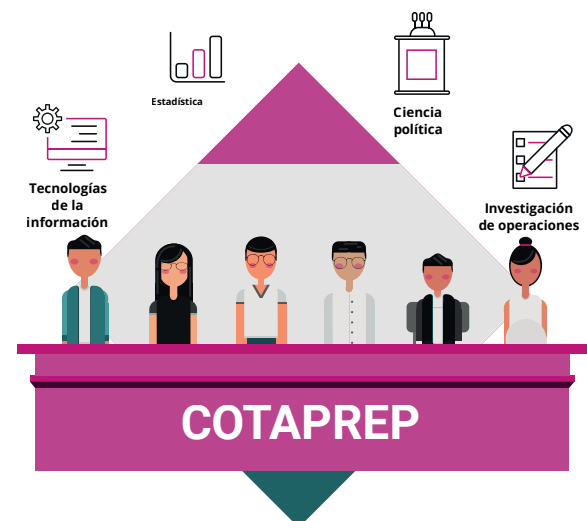 Estadística
Ciencia
política
Tecnologías
de la
información
Investigación
de operaciones
COTAPREP